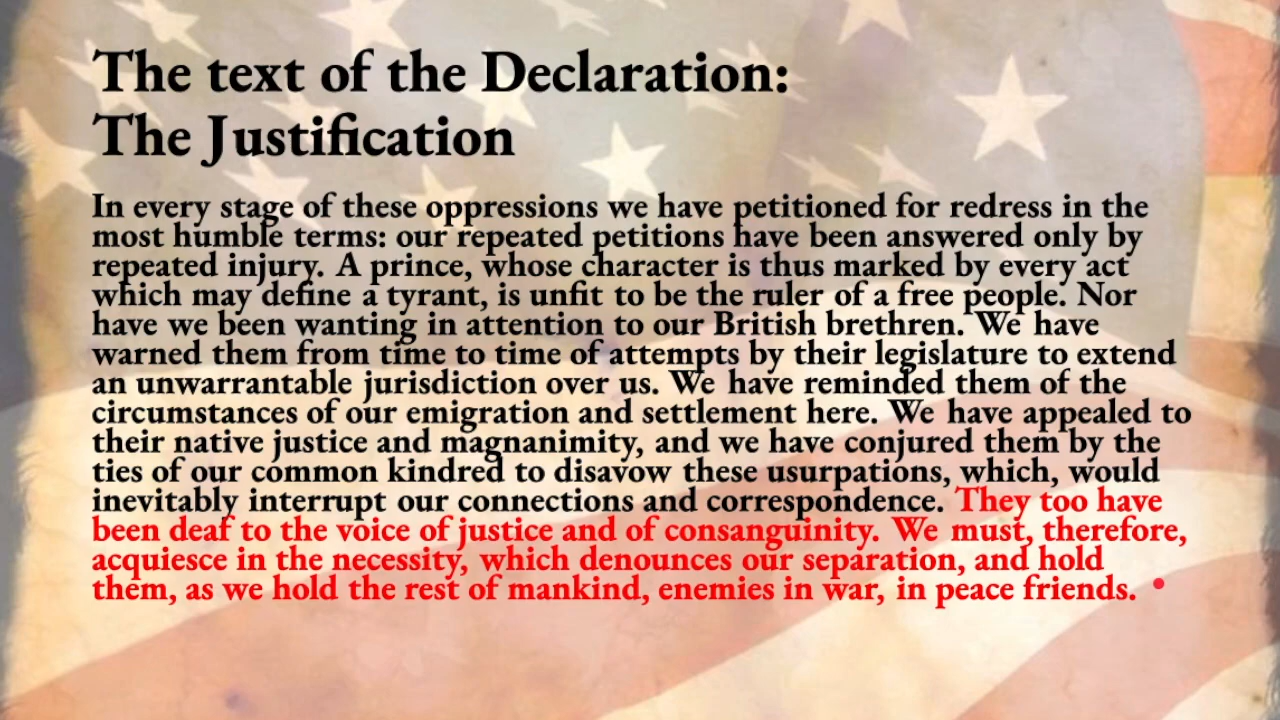 The text of the Declaration:
The Justification
In every stage of these oppressions we have petitioned for redress in the
most humble terms: our repeated petitions have been answered only by
repeated injury. A prince, whose character is thus marked by every act
which may define a tyrant, is unfit to be the ruler of a free people. Nor
have we been wanting in attention to our British brethren. We have
warned them from time to time of attempts by their legislature to extend
an unwarrantable jurisdiction over us. We have reminded them of the
circumstances of our emigration and settlement here. We have appealed to
their native justice and magnanimity, and we have conjured them by the
ties of our common kindred to disavow these usurpations, which, would
inevitably interrupt our connections and correspondence. They too have
been deaf to the voice of justice and of consanguinity. We must, therefore,
acquiesce in the necessity, which denounces our separation, and hold
them, as we hold the rest of mankind, enemies in war, in peace friends. •